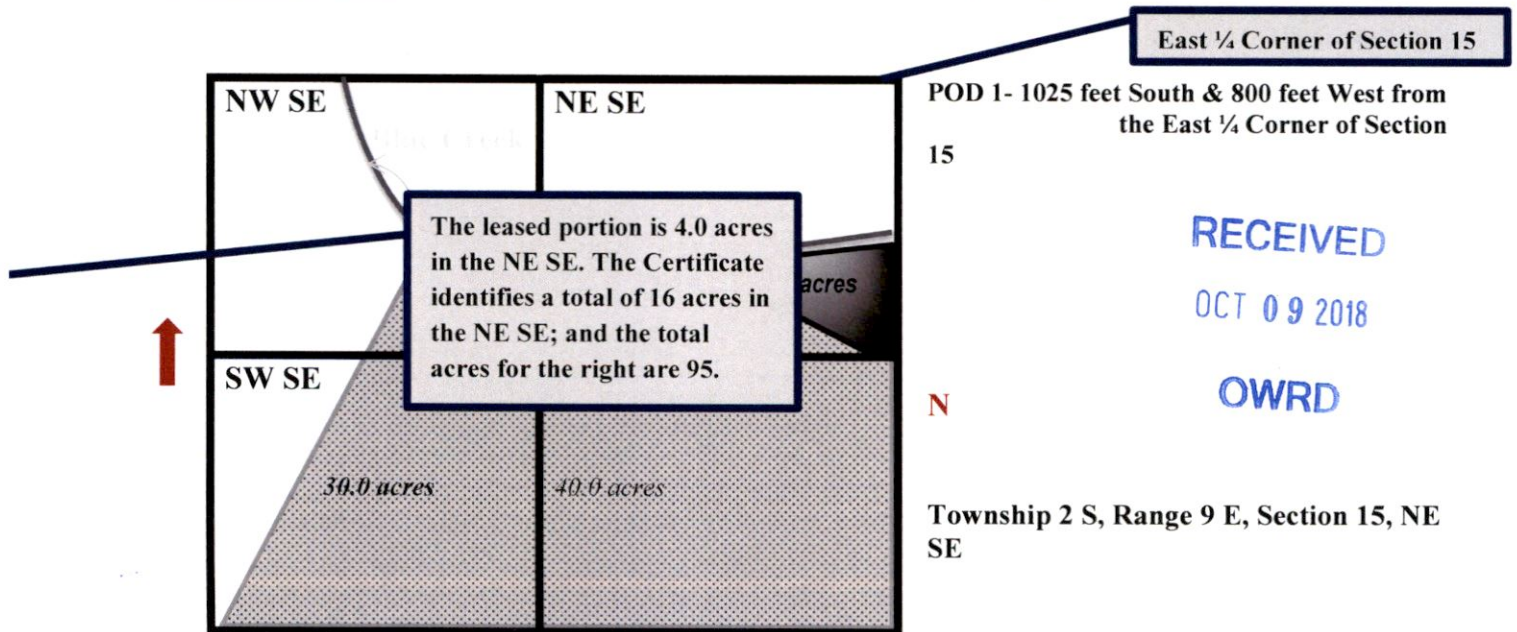 East ¼ Corner of Section 15
NW SE
NE SE
POD 1- 1025 feet South & 800 feet West from
the East ¼ Corner of Section
15
RECEIVED
OCT 09 2018
OWRD
The leased portion is 4.0 acres
in the NE SE. The Certificate
identifies a total of 16 acres in
the NE SE; and the total
acres for the right are 95.
acres
SW SE
N
30.0 acres
40.0 acres
Township 2 S, Range 9 E, Section 15, NE
SE